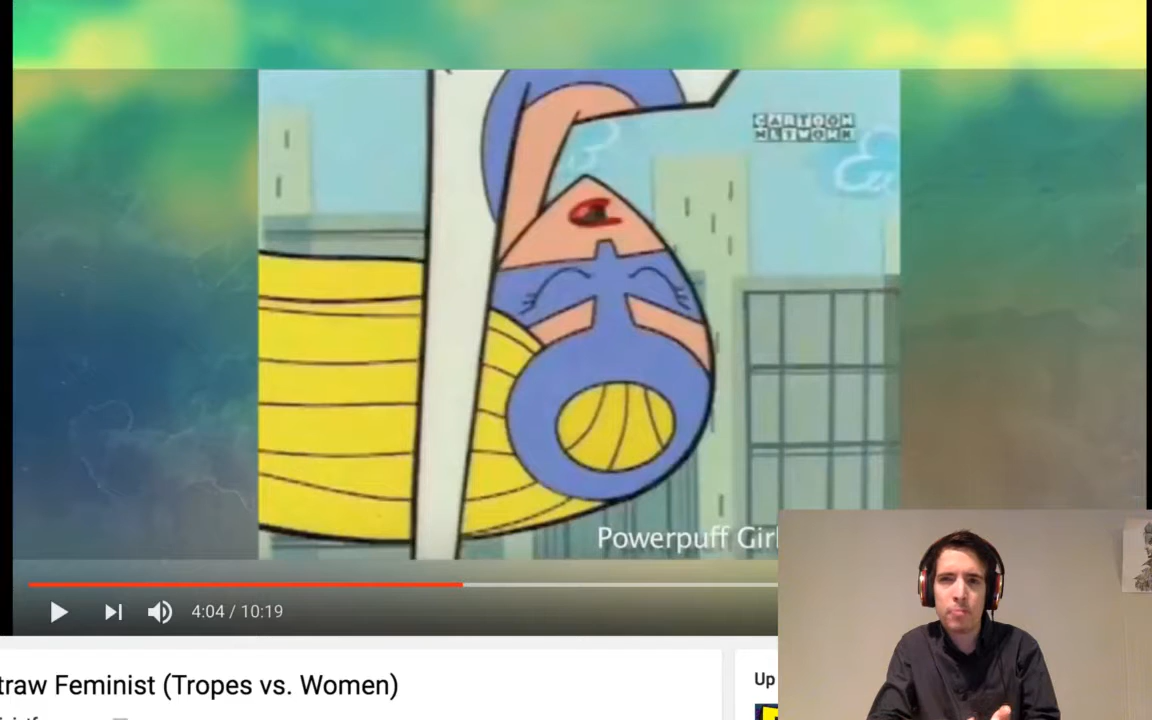 CARTOON
NETWORK
Powerpuff Girl
4:04 / 10:19
traw Feminist (Tropes vs. Women)
Up